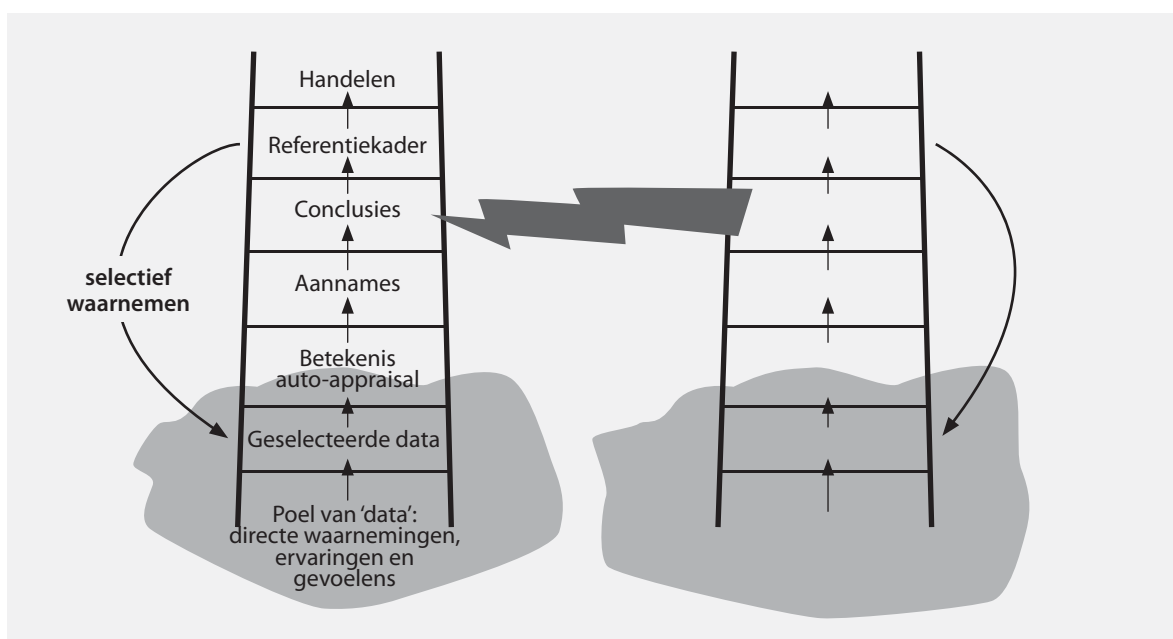 Handelen
Referentiekader
Conclusies
selectief
waarnemen
Aannames
Betekenis
auto-appraisal
Geselecteerde data
Poel van ‘data’:
directe waarnemingen,
ervaringen en
gevoelens